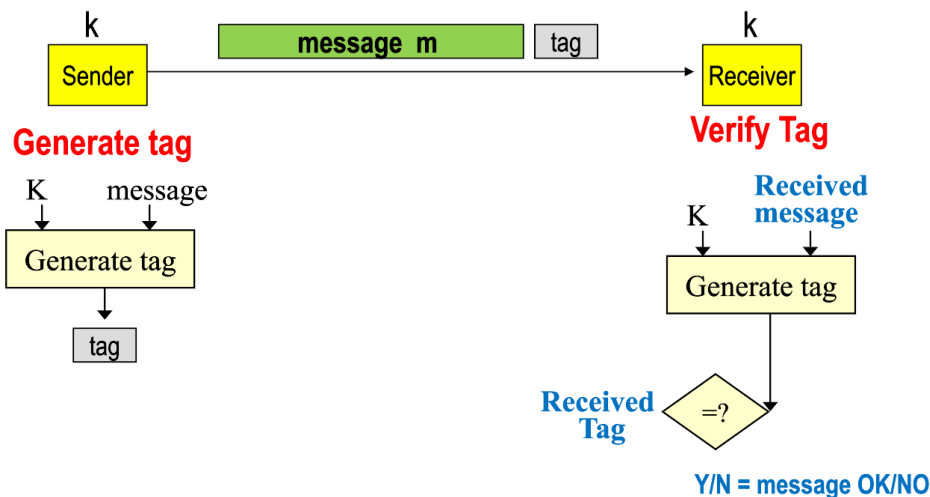 k
k
message m
tag
Sender
Receiver
Generate tag
Verify Tag
K
message
Generate tag
tag
Received
message
K
Generate tag
Received
Tag
=?
Y/N = message OK/NO